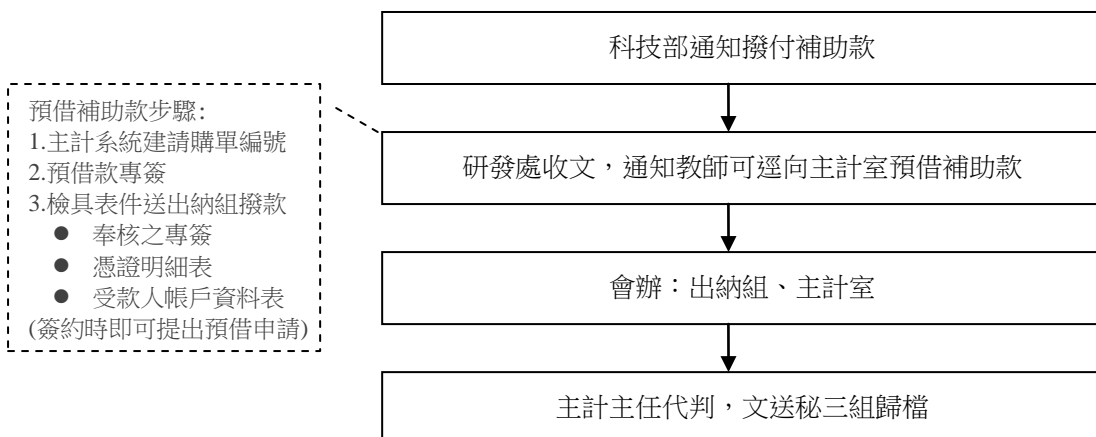 科技部通知撥付補助款
預借補助款步驟:
1.主計系統建請購單編號
2.預借款專簽
3.檢具表件送出納組撥款
● 奉核之專簽
● 憑證明細表
● 受款人帳戶資料表
(簽約時即可提出預借申請)
研發處收文，通知教師可逕向主計室預借補助款
會辦：出納組、主計室
主計主任代判，文送秘三組歸檔